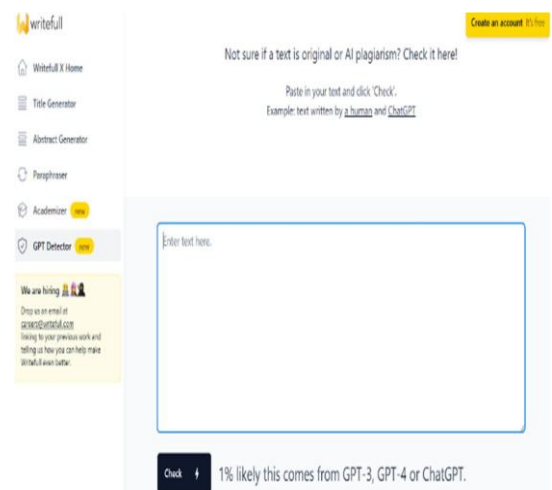 writefull
Create an account It's free
Not sure if a text is original or AI plagiarism? Check it here!
Paste in your text and click 'Check'.
Example: text written by a human and ChatGPT
Writefull X Home
Title Generator
Abstract Generator
Paraphraser
Academizer new
GPT Detector new
We are hiring
Drop us an email at
careers@writefull.com
linking to your previous work and
telling us how you can help make
Writefull even better.
Enter text here.
Check
1% likely this comes from GPT-3, GPT-4 or ChatGPT.